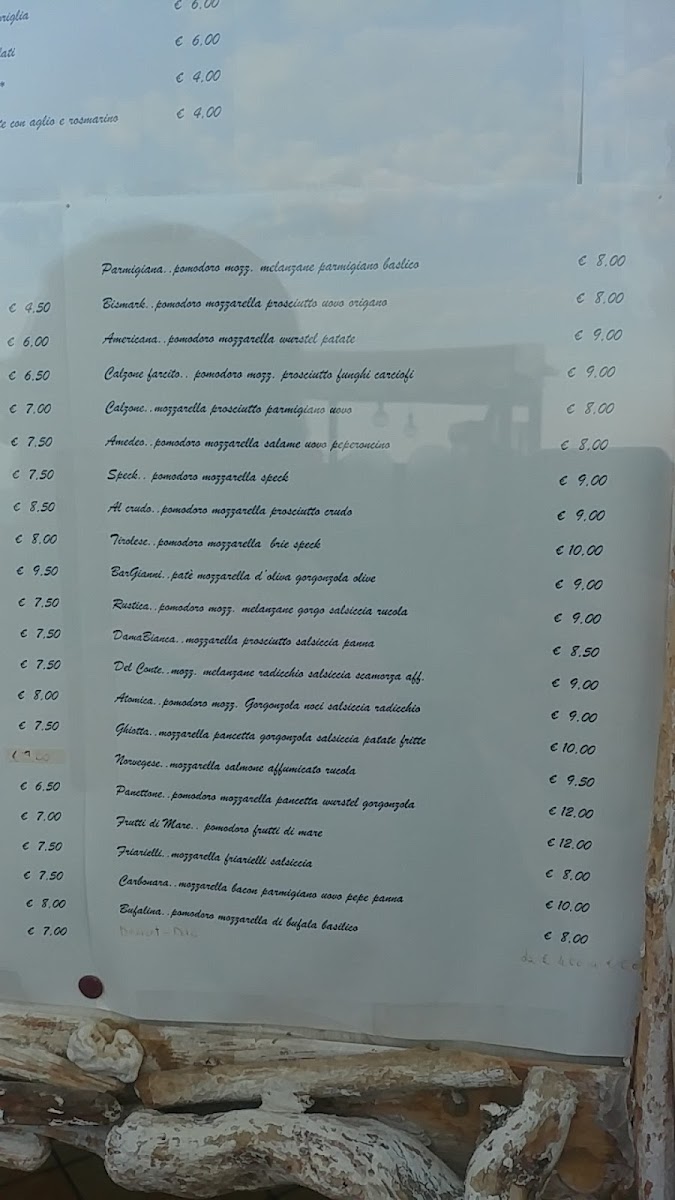 € 6,00
riglia
€ 6,00
lati
€ 4,00
te con aglio e rosmarino € 4,00
€ 4,50
€ 6,00
€ 6,50
€ 7,00
€ 7,50
€ 7,50
€ 8,50
€ 8,00
€ 9,50
€ 7,50
€ 7,50
€ 7,50
€ 8,00
€ 7,50
€ 6,50
€ 7,00
€ 7,50
€ 7,50
€ 8,00
€ 7,00
Parmigiana..pomodoro mozz. melanzane parmigiano baslico € 8,00
Bismark..pomodoro mozzarella prosciutto uovo origano € 8,00
Americana..pomodoro mozzarella wurstel patate € 9,00
Calzone farcito.. pomodoro mozz. prosciutto funghi carciofi € 9,00
Calzone..mozzarella prosciutto parmigiano uovo € 8,00
Amedeo..pomodoro mozzarella salame uovo peperoncino € 8,00
Speck.. pomodoro mozzarella speck € 9,00
Al crudo..pomodoro mozzarella prosciutto crudo € 9,00
Tirolese..pomodoro mozzarella brie speck € 10,00
BarGianni..patè mozzarella d'oliva gorgonzola olive € 9,00
Rustica..pomodoro mozz. melanzane gorgo salsiccia rucola € 9,00
DamaBianca..mozzarella prosciutto salsiccia panna € 8,50
Del Conte..mozz. melanzane radicchio salsiccia scamorza aff. € 9,00
Atomica..pomodoro mozz. Gorgonzola noci salsiccia radicchio € 9,00
Ghiotta..mozzarella pancetta gorgonzola salsiccia patate fritte € 10,00
Norvegese..mozzarella salmone affumicato rucola € 9,50
Panettone..pomodoro mozzarella pancetta wurstel gorgonzola € 12,00
Frutti di Mare.. pomodoro frutti di mare € 12,00
Friarielli..mozzarella friarielli salsiccia € 8,00
Carbonara..mozzarella bacon parmigiano uovo pepe panna € 10,00
Bufalina..pomodoro mozzarella di bufala basilico € 8,00